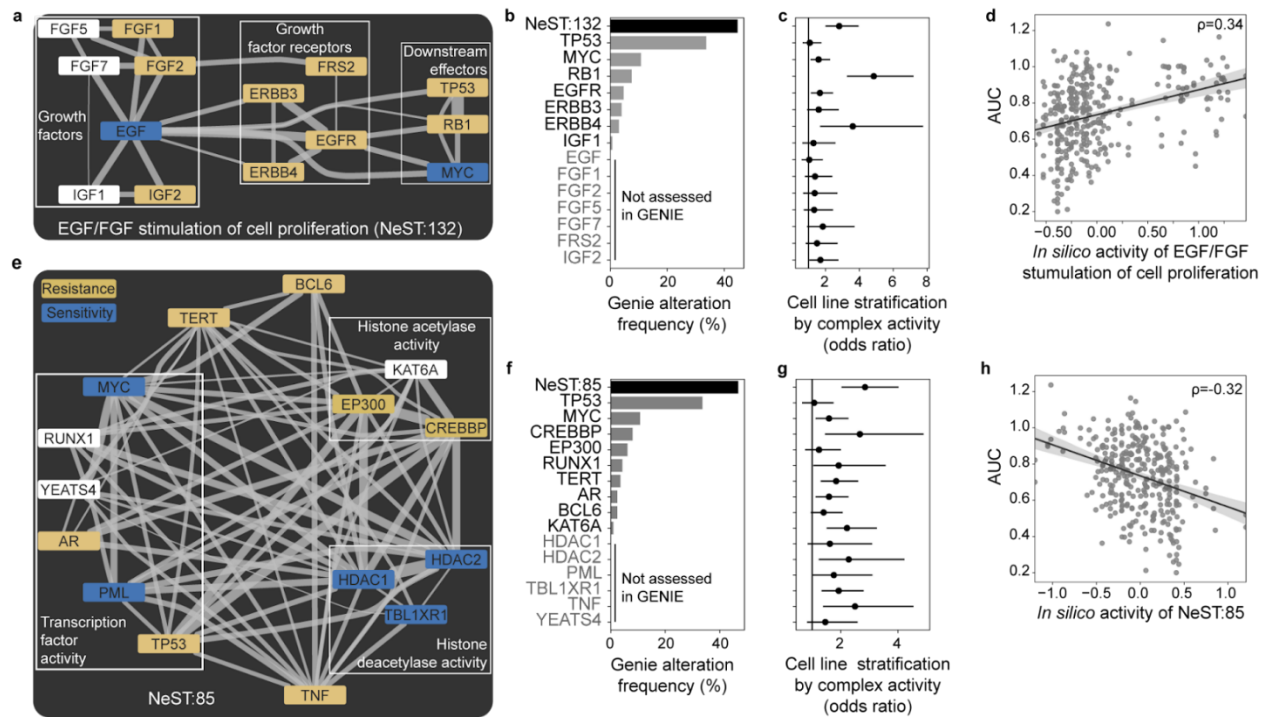 a
FGF5
FGF1
FGF7
FGF2
Growth
factors
EGF
IGF1
IGF2
Growth
factor receptors
FRS2
ERBB3
EGFR
ERBB4
Downstream
effectors
TP53
RB1
MYC
EGF/FGF stimulation of cell proliferation (NeST:132)
b
NeST:132
TP53
MYC
RB1
EGFR
ERBB3
ERBB4
IGF1
EGF
FGF1
FGF2
FGF5
FGF7
FRS2
IGF2
Not assessed
in GENIE
0 20 40
Genie alteration
frequency (%)
c
2 4 6 8
Cell line stratification
by complex activity
(odds ratio)
d
ρ=0.34
AUC
1.2
1.0
0.8
0.6
0.4
0.2
−0.50 0.00 0.50 1.00
In silico activity of EGF/FGF
stumulation of cell proliferation
e
Resistance
Sensitivity
BCL6
TERT
Histone acetylase
activity
KAT6A
EP300
CREBBP
MYC
RUNX1
YEATS4
AR
PML
TP53
Transcription
factor
activity
HDAC2
HDAC1
TBL1XR1
Histone
deacetylase activity
TNF
NeST:85
f
NeST:85
TP53
MYC
CREBBP
EP300
RUNX1
TERT
AR
BCL6
KAT6A
HDAC1
HDAC2
PML
TBL1XR1
TNF
YEATS4
Not assessed
in GENIE
0 20 40
Genie alteration
frequency (%)
g
2 4
Cell line stratification
by complex activity
(odds ratio)
h
ρ=-0.32
AUC
1.2
1.0
0.8
0.6
0.4
0.2
−1.0 −0.5 0.0 0.5 1.0
In silico activity of NeST:85